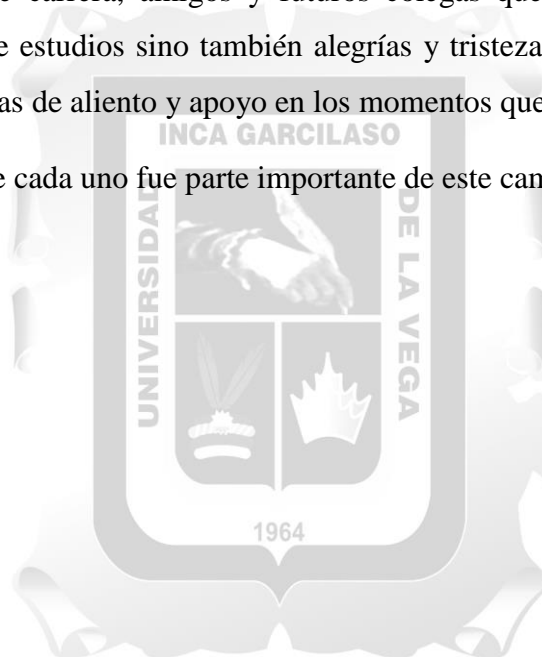 e carrera, amigos y futuros colegas que
e estudios sino también alegrías y tristeza
as de aliento y apoyo en los momentos que
e cada uno fue parte importante de este can
INCA GARCILASO
UNIVERSIDAD
DE LA VEGA
1964